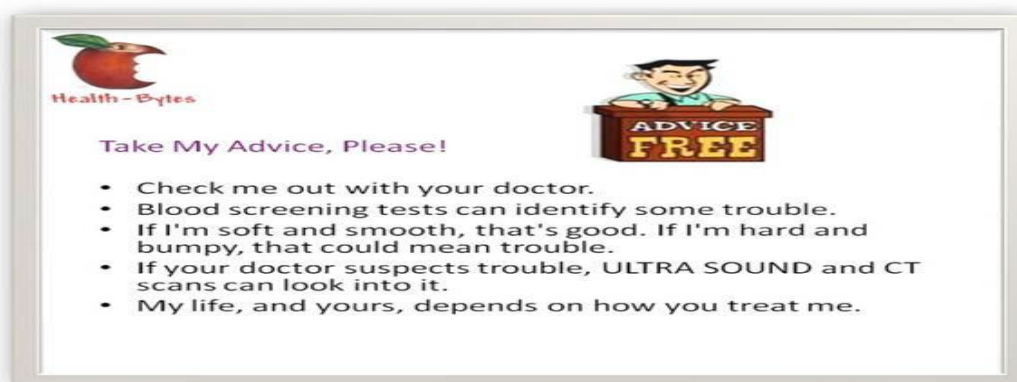 Health-Bytes
ADVICE
FREE
Take My Advice, Please!
• Check me out with your doctor.
• Blood screening tests can identify some trouble.
• If I'm soft and smooth, that's good. If I'm hard and
bumpy, that could mean trouble.
• If your doctor suspects trouble, ULTRA SOUND and CT
scans can look into it.
• My life, and yours, depends on how you treat me.